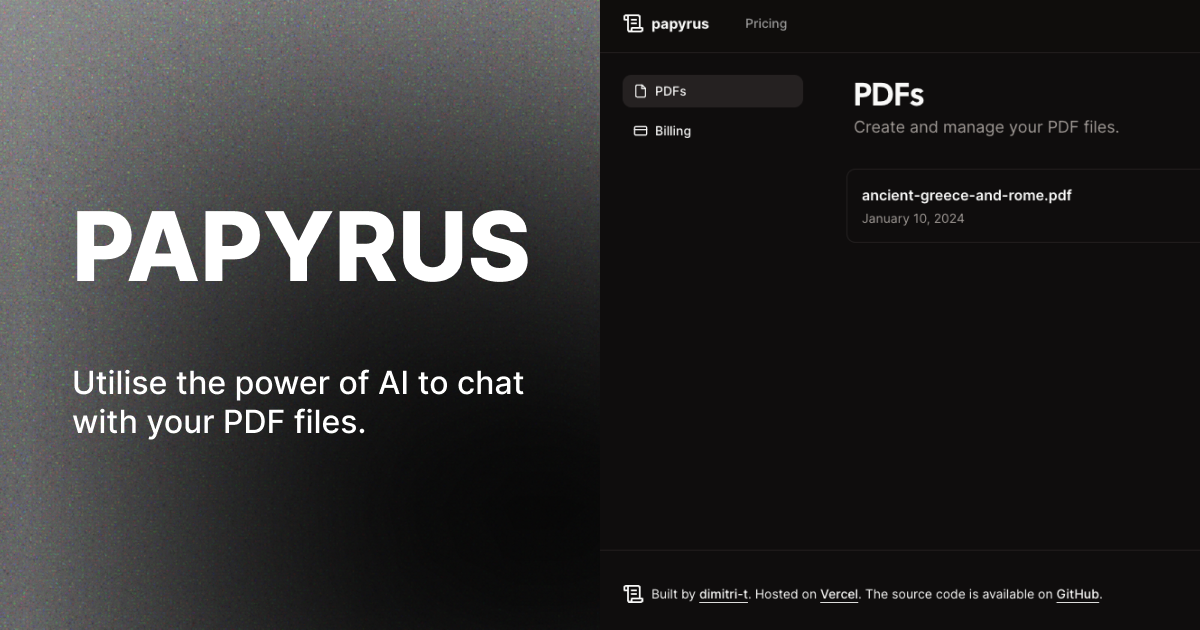 PAPYRUS
Utilise the power of AI to chat
with your PDF files.
papyrus
Pricing
PDFs
Billing
PDFs
Create and manage your PDF files.
ancient-greece-and-rome.pdf
January 10, 2024
Built by dimitri-t. Hosted on Vercel. The source code is available on GitHub.